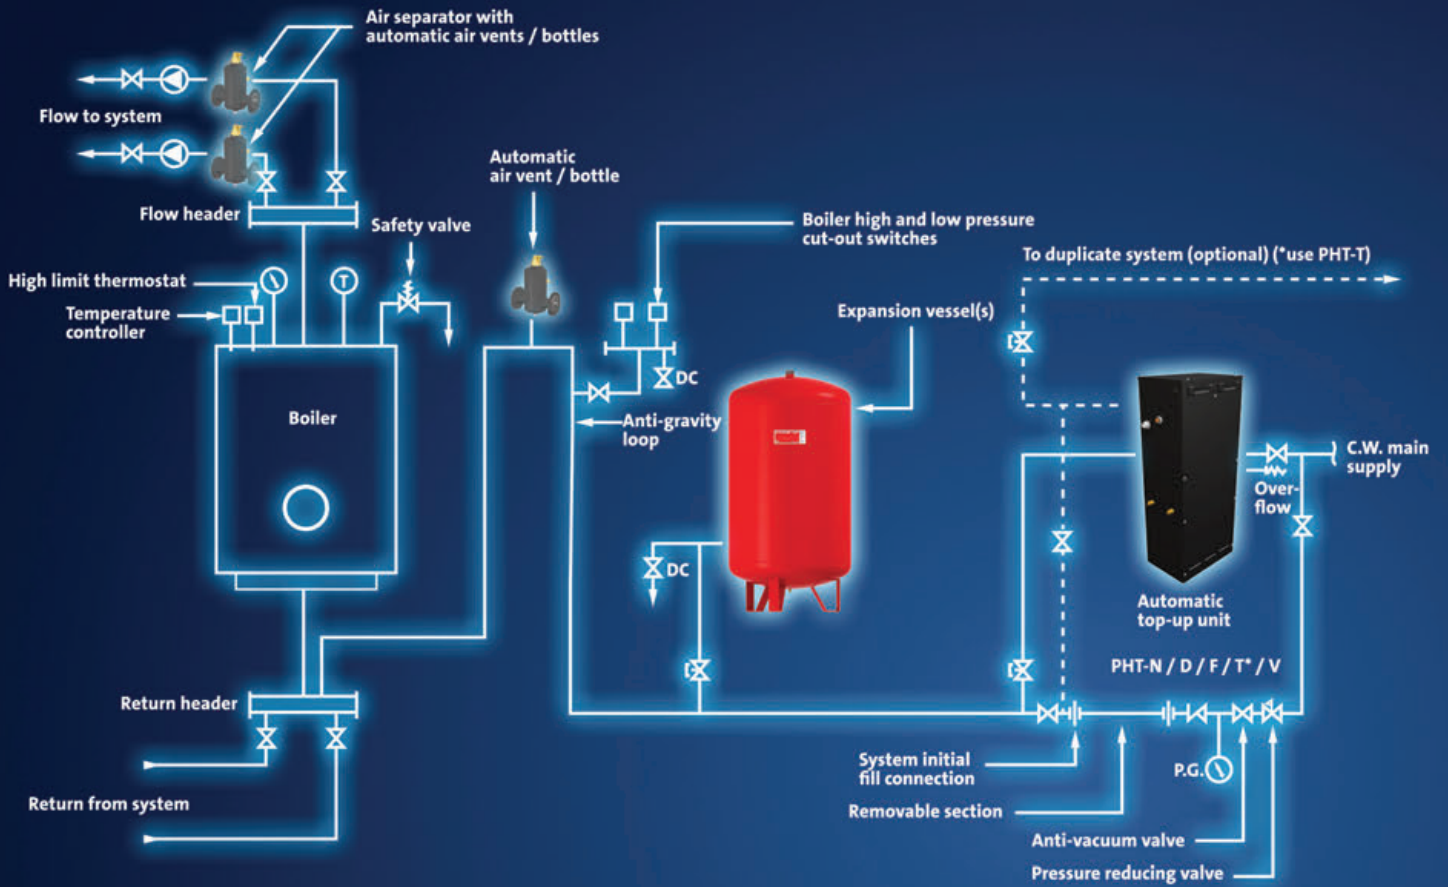 Air separator with
automatic air vents / bottles
Flow to system
Automatic
air vent / bottle
Flow header
Safety valve
Boiler high and low pressure
cut-out switches
To duplicate system (optional) (*use PHT-T)
High limit thermostat
T
Temperature
controller
Expansion vessel(s)
DC
Boiler
Anti-gravity
loop
C.W. main
supply
Over-
flow
DC
Automatic
top-up unit
PHT-N / D / F / T* / V
Return header
System initial
fill connection
P.G.
Return from system
Removable section
Anti-vacuum valve
Pressure reducing valve